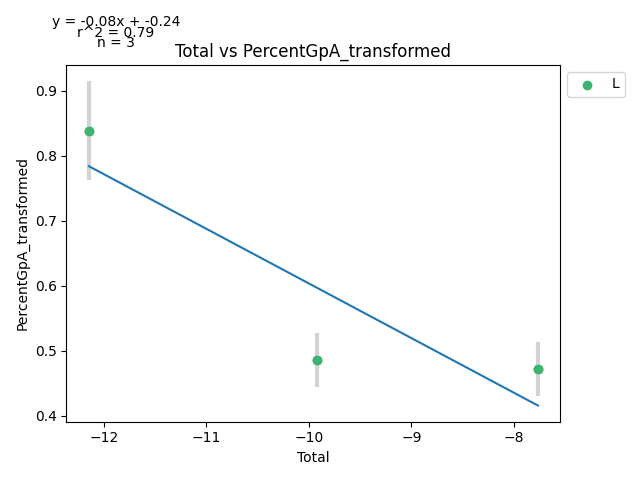 y = -0.08x + -0.24
r^2 = 0.79
n = 3
Total vs PercentGpA_transformed
L
PercentGpA_transformed
0.9
0.8
0.7
0.6
0.5
0.4
−12
−11
−10
−9
−8
Total